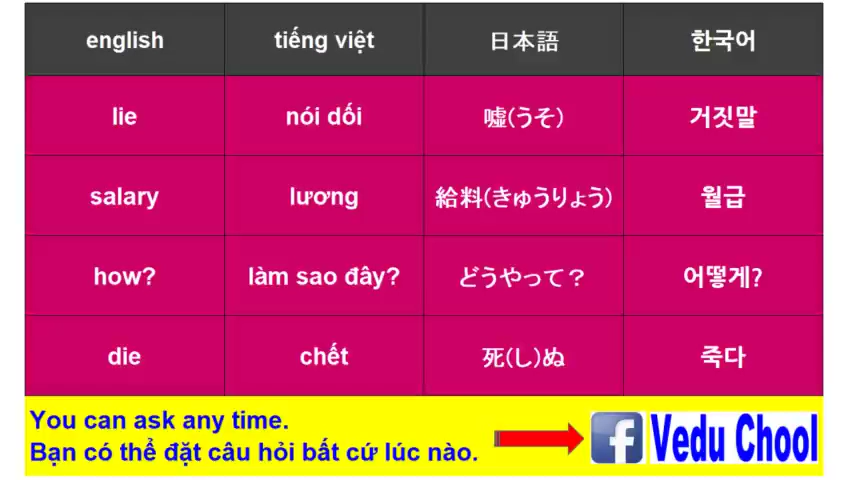 english tiếng việt 日本語 한국어
lie nói dối 嘘(うそ) 거짓말
salary lương 給料(きゅうりょう) 월급
how? làm sao đây? どうやって？ 어떻게?
die chết 死(し)ぬ 죽다
You can ask any time.
Bạn có thể đặt câu hỏi bất cứ lúc nào.
f Vedu Chool